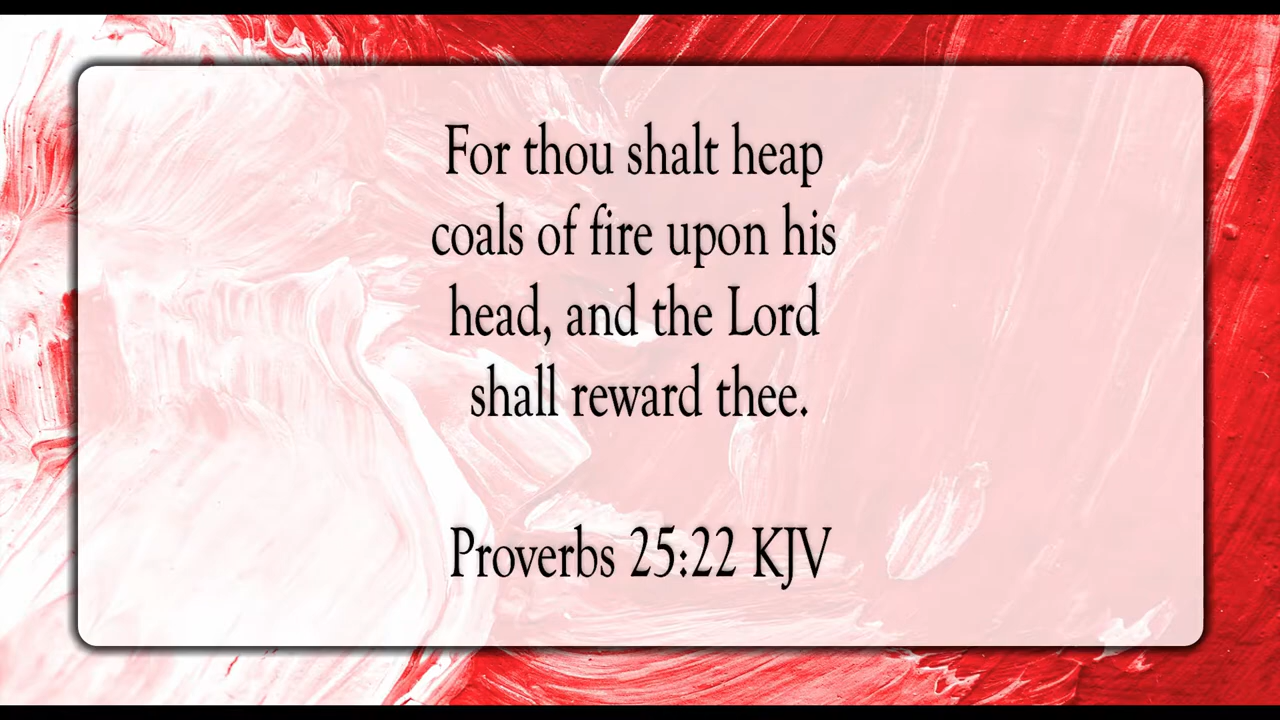 For thou shalt heap
coals of fire upon his
head, and the Lord
shall reward thee.
Proverbs 25:22 KJV